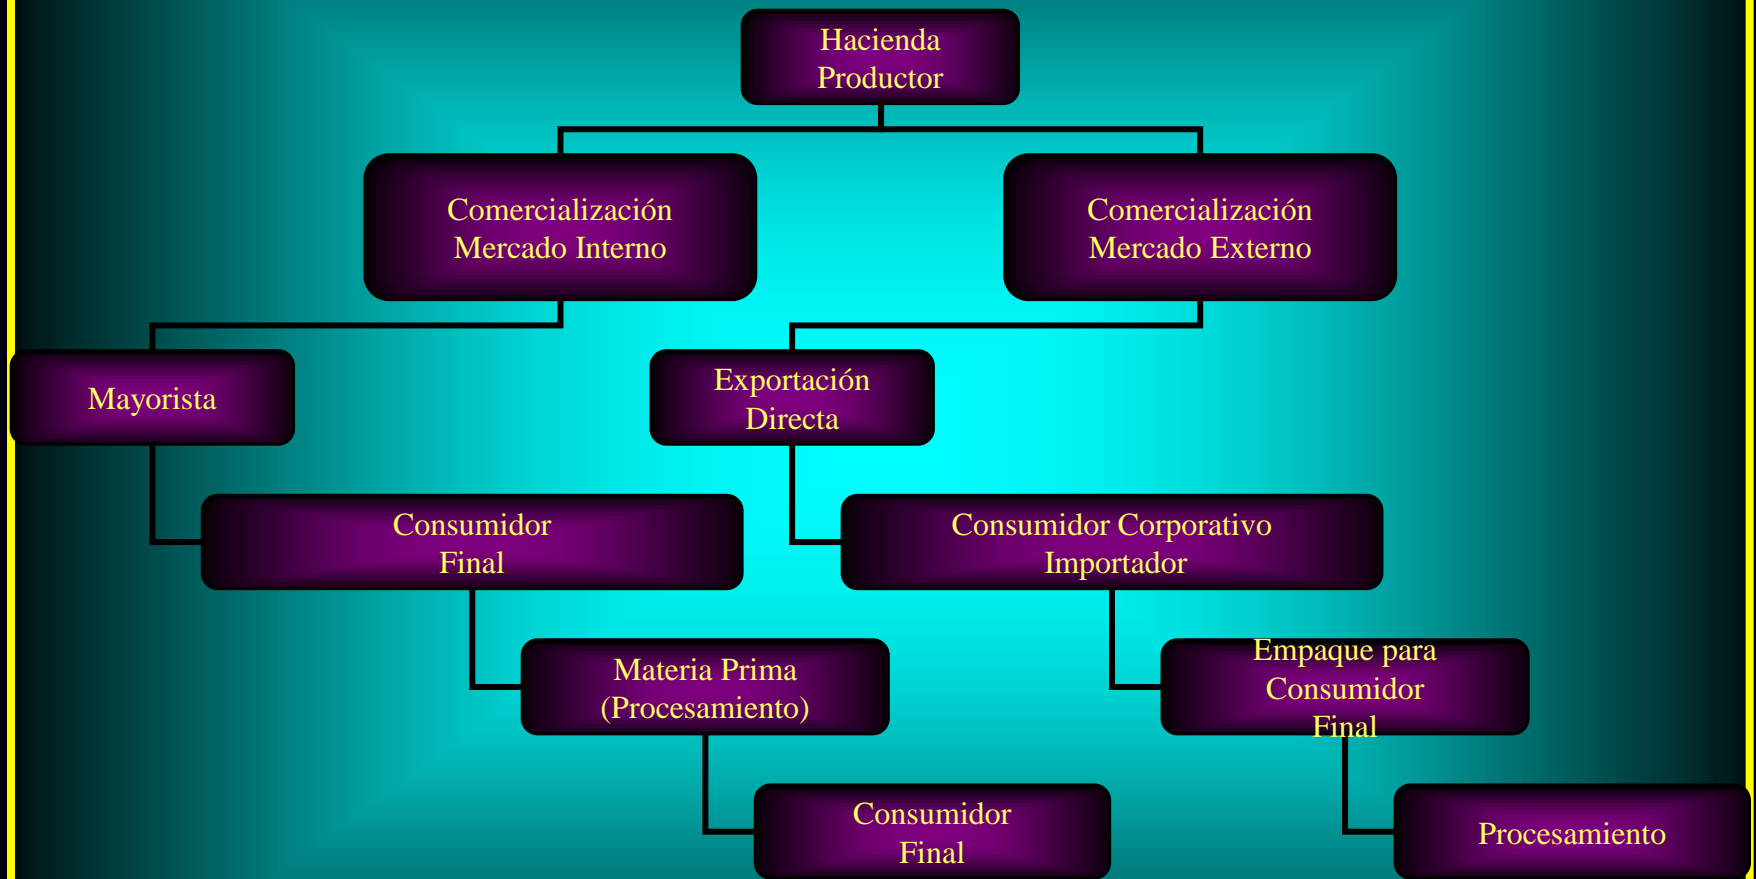 Hacienda
Productor
Comercialización
Mercado Interno
Comercialización
Mercado Externo
Mayorista
Exportación
Directa
Consumidor
Final
Consumidor Corporativo
Importador
Materia Prima
(Procesamiento)
Empaque para
Consumidor
Final
Consumidor
Final
Procesamiento